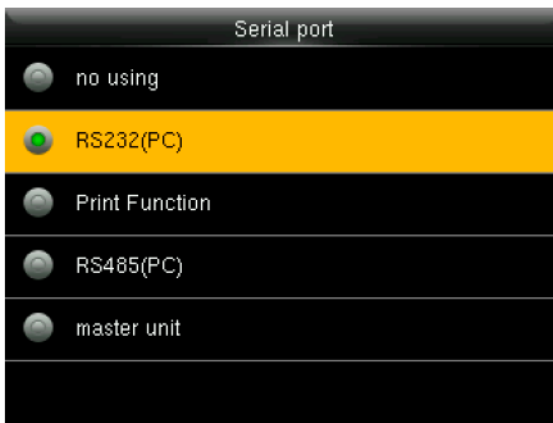 Serial port
no using
RS232(PC)
Print Function
RS485(PC)
master unit